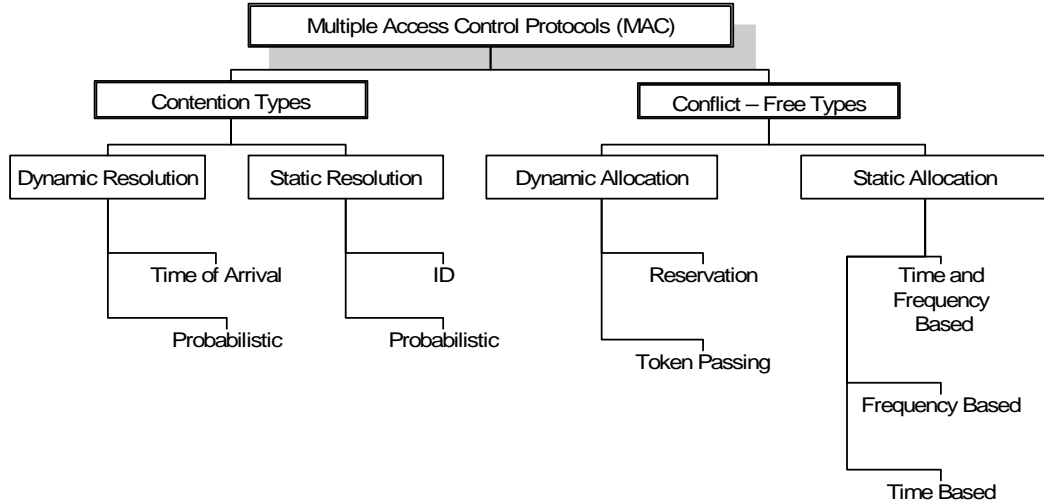 Multiple Access Control Protocols (MAC)
Contention Types
Conflict – Free Types
Dynamic Resolution
Static Resolution
Dynamic Allocation
Static Allocation
Time of Arrival
ID
Reservation
Time and
Frequency
Based
Probabilistic
Probabilistic
Token Passing
Frequency Based
Time Based